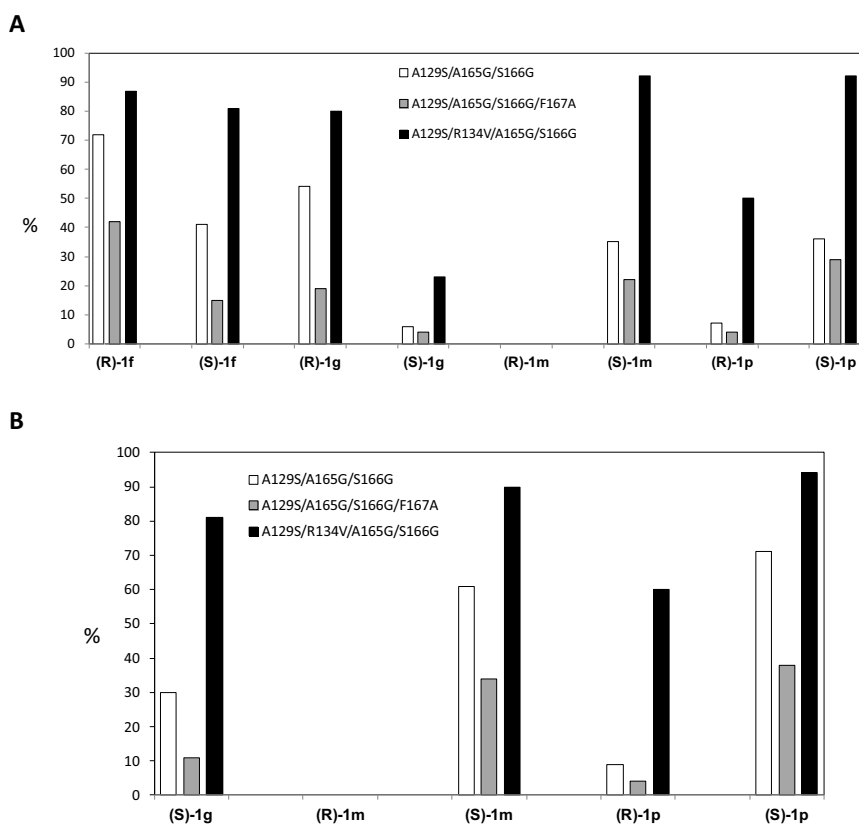 A
100
90
80
70
60
50
40
30
20
10
0
%
A129S/A165G/S166G
A129S/A165G/S166G/F167A
A129S/R134V/A165G/S166G
(R)-1f (S)-1f (R)-1g (S)-1g (R)-1m (S)-1m (R)-1p (S)-1p
B
100
90
80
70
60
50
40
30
20
10
0
%
A129S/A165G/S166G
A129S/A165G/S166G/F167A
A129S/R134V/A165G/S166G
(S)-1g (R)-1m (S)-1m (R)-1p (S)-1p